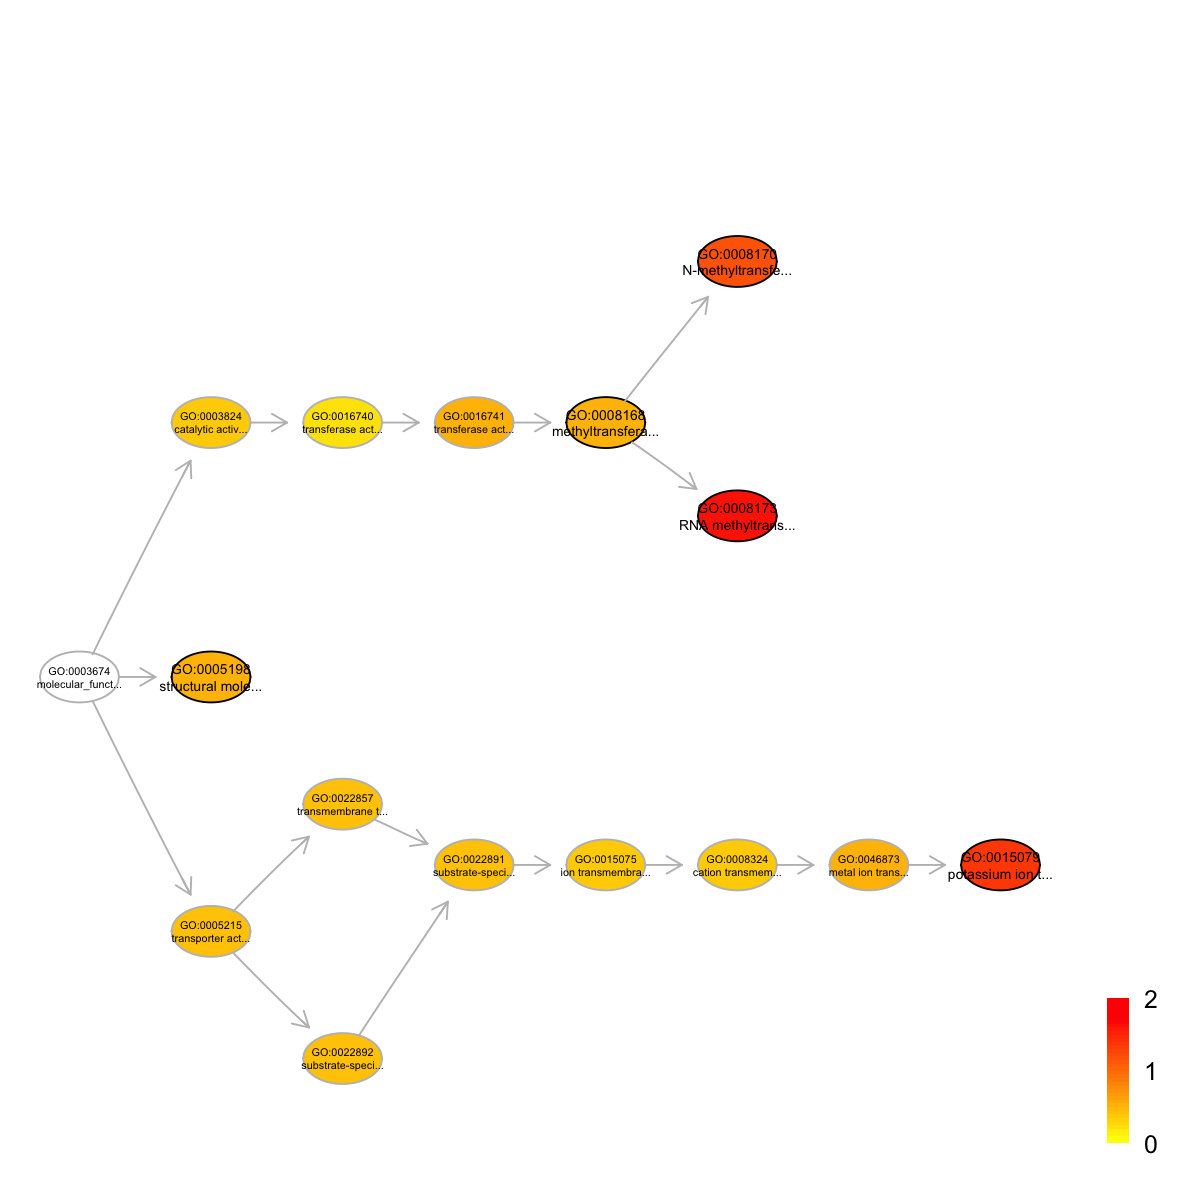 GO:0008170
N-methyltransfe...
GO:0003824
catalytic activ...
GO:0016740
transferase act...
GO:0016741
transferase act...
GO:0008168
methyltransfera...
GO:0008173
RNA methyltrans...
GO:0003674
molecular_funct...
GO:0005198
structural mole...
GO:0022857
transmembrane t...
GO:0022891
substrate-speci...
GO:0015075
ion transmembra...
GO:0008324
cation transmem...
GO:0046873
metal ion trans...
GO:0015079
potassium ion t...
GO:0005215
transporter act...
GO:0022892
substrate-speci...
2
1
0